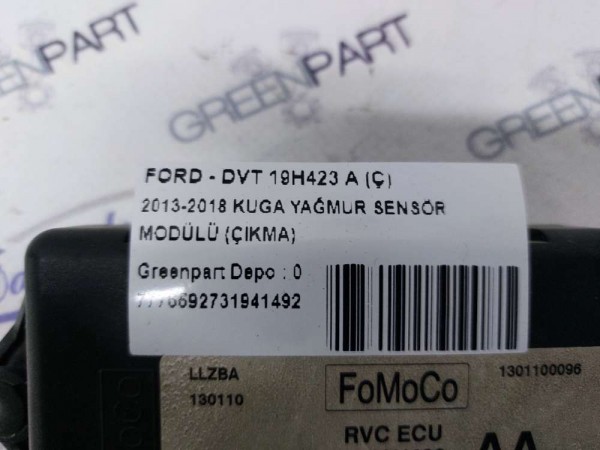 GREENPART
GREENPART
FORD - DVT 19H423 A (Ç)
2013-2018 KUGA YAĞMUR SENSÖR
MODÜLÜ (ÇIKMA)
Greenpart Depo : 0
7776692731941492
LLZBA
130110
FoMoCo
1301100096
RVC ECU
AA
FoMoCo